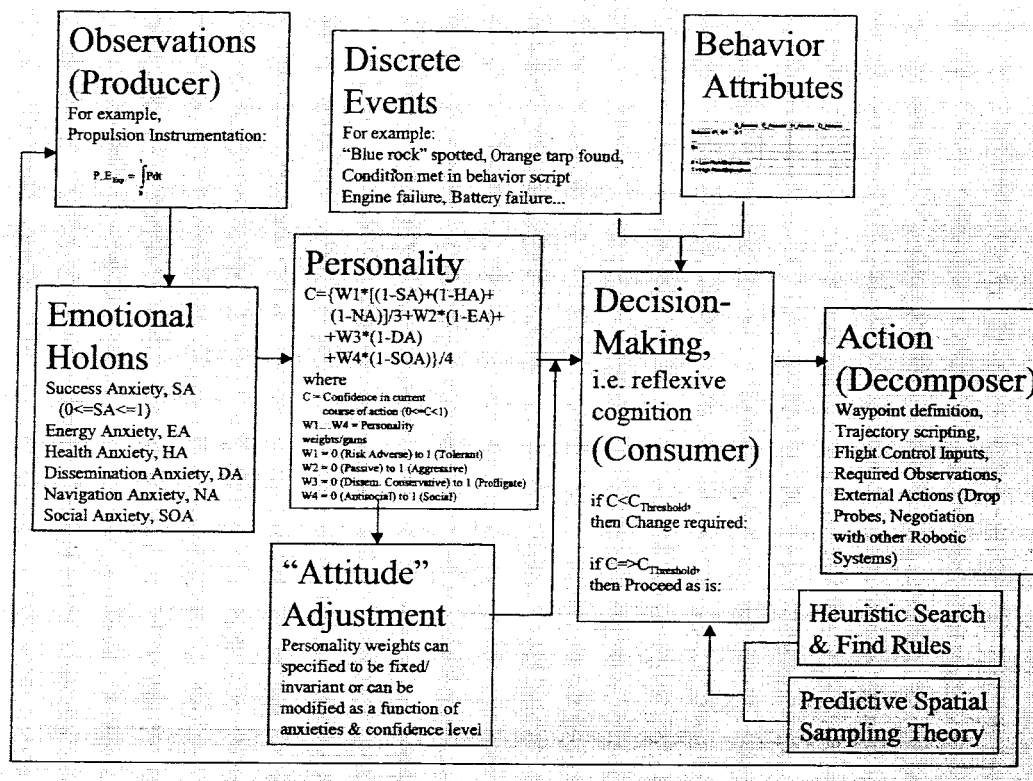 Observations
(Producer)
For example,
Propulsion Instrumentation:
Discrete
Events
For example:
"Blue rock" spotted, Orange tarp found,
Condition met in behavior script
Engine failure, Battery failure...
Behavior
Attributes
Emotional
Holons
Success Anxiety, SA
(0<=SA<=1)
Energy Anxiety, EA
Health Anxiety, HA
Dissemination Anxiety, DA
Navigation Anxiety, NA
Social Anxiety, SOA
Personality
C={W1*[(1-SA)+(1-HA)+
(1-NA)]/3+W2*(1-EA)+
+W3*(1-DA)
+W4*(1-SOA)}/4
where
C = Confidence in current
course of action (0<=C<1)
W1....W4 = Personality
weights/gains
W1 = 0 (Risk Adverse) to 1 (Tolerant)
W2 = 0 (Passive) to 1 (Aggressive)
W3 = 0 (Dissem. Conservative) to 1 (Profligate)
W4 = 0 (Antisocial) to 1 (Social)
Decision-
Making,
i.e. reflexive
cognition
(Consumer)
if C<CThreshold,
then Change required:
if C=>CThreshold,
then Proceed as is:
Action
(Decomposer)
Waypoint definition,
Trajectory scripting,
Flight Control Inputs,
Required Observations,
External Actions (Drop
Probes, Negotiation
with other Robotic
Systems)
"Attitude"
Adjustment
Personality weights can
specified to be fixed/
invariant or can be
modified as a function of
anxieties & confidence level
Heuristic Search
& Find Rules
Predictive Spatial
Sampling Theory